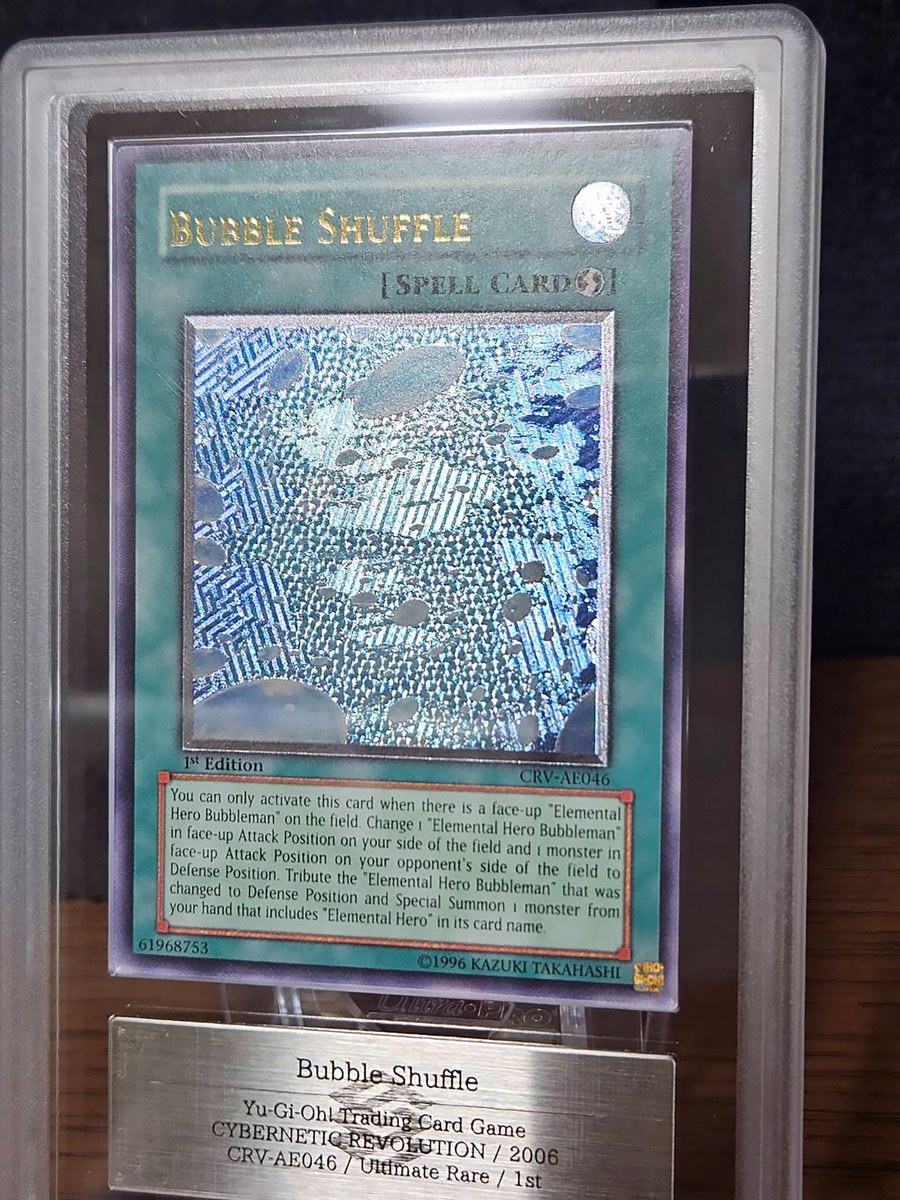 BUBBLE SHUFFLE
[SPELL CARD]
1st Edition
CRV-AE046
You can only activate this card when there is a face-up "Elemental
Hero Bubbleman" on the field. Change 1 "Elemental Hero Bubbleman"
in face-up Attack Position on your side of the field and 1 monster in
face-up Attack Position on your opponent's side of the field to
Defense Position. Tribute the "Elemental Hero Bubbleman" that was
changed to Defense Position and Special Summon 1 monster from
your hand that includes "Elemental Hero" in its card name.
61968753
©1996 KAZUKI TAKAHASHI
Ultra•PRO
Bubble Shuffle
Yu-Gi-Oh! Trading Card Game
CYBERNETIC REVOLUTION / 2006
CRV-AE046 / Ultimate Rare / 1st